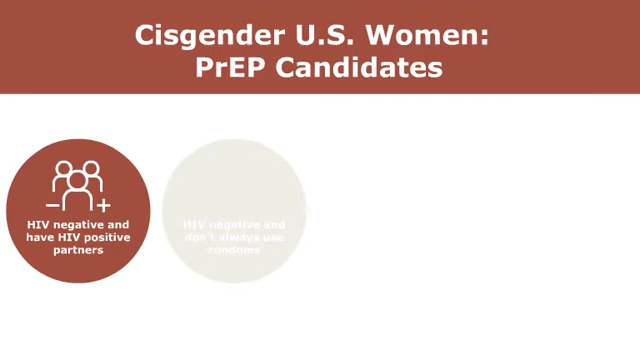 Cisgender U.S. Women:
PrEP Candidates
HIV negative and
have HIV positive
partners
HIV negative and
don't always use
condoms